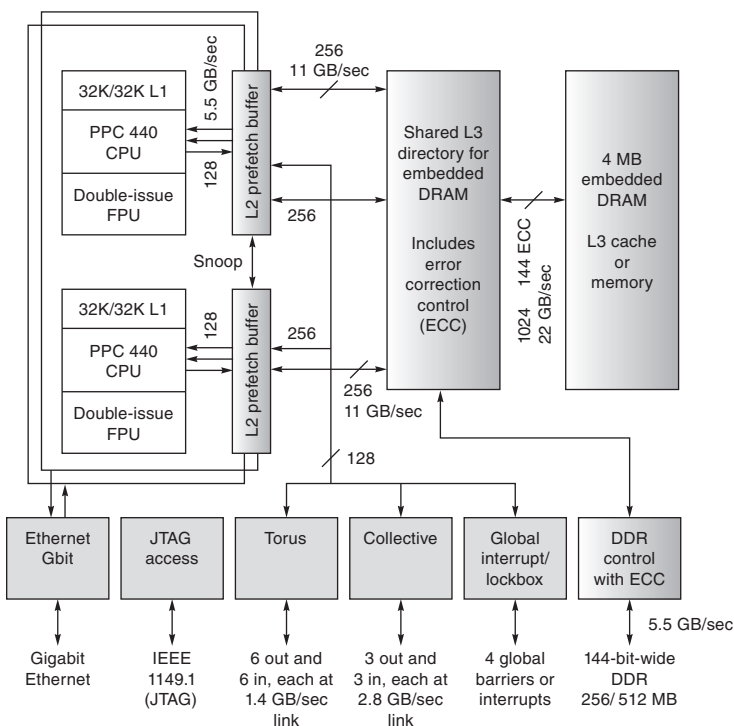 32K/32K L1
PPC 440
CPU
Double-issue
FPU
5.5 GB/sec
128
L2 prefetch buffer
256
11 GB/sec
256
Shared L3
directory for
embedded
DRAM
Includes
error
correction
control
(ECC)
1024
144 ECC
22 GB/sec
4 MB
embedded
DRAM
L3 cache
or
memory
Snoop
32K/32K L1
PPC 440
CPU
Double-issue
FPU
128
L2 prefetch buffer
256
256
11 GB/sec
128
Ethernet
Gbit
JTAG
access
Torus
Collective
Global
interrupt/
lockbox
DDR
control
with ECC
5.5 GB/sec
Gigabit
Ethernet
IEEE
1149.1
(JTAG)
6 out and
6 in, each at
1.4 GB/sec
link
3 out and
3 in, each at
2.8 GB/sec
link
4 global
barriers or
interrupts
144-bit-wide
DDR
256/ 512 MB